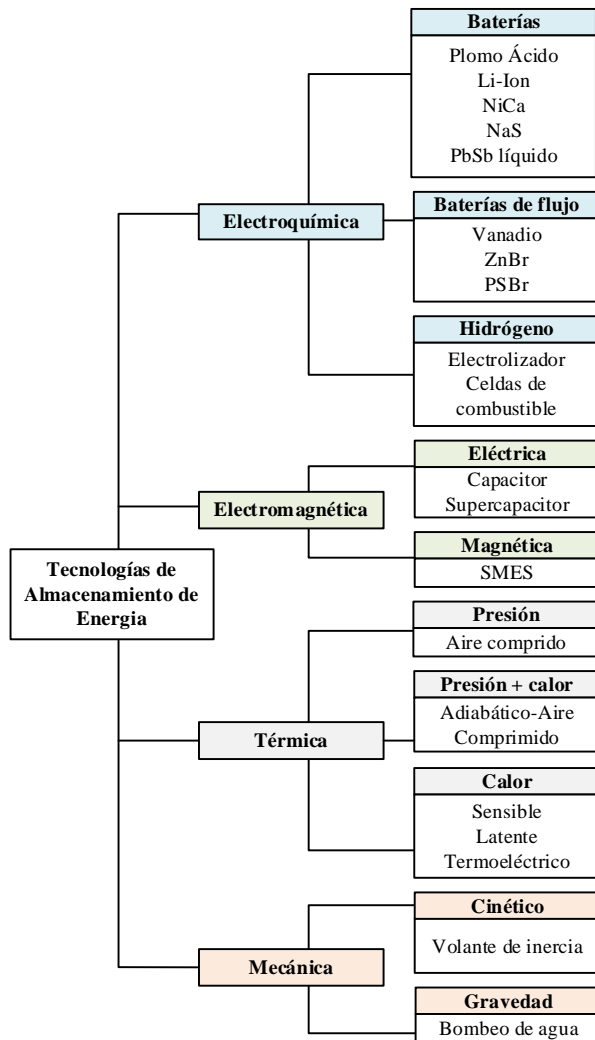 Baterías
Plomo Ácido
Li-Ion
NiCa
NaS
PbSb líquido
Electroquímica
Baterías de flujo
Vanadio
ZnBr
PSBr
Hidrógeno
Electrolizador
Celdas de
combustible
Eléctrica
Capacitor
Supercapacitor
Electromagnética
Magnética
SMES
Tecnologías de
Almacenamiento de
Energia
Presión
Aire comprido
Presión + calor
Adiabático-Aire
Comprimido
Térmica
Calor
Sensible
Latente
Termoeléctrico
Cinético
Volante de inercia
Mecánica
Gravedad
Bombeo de agua